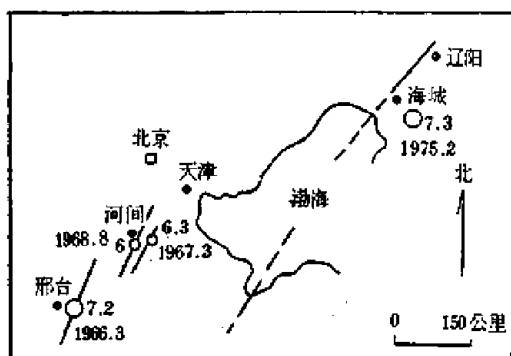 辽阳
海城
7.3
1975.2
北京
天津
北
渤海
河间
6.3
1968.8
6
1967.3
邢台
7.2
1966.3
0
150公里